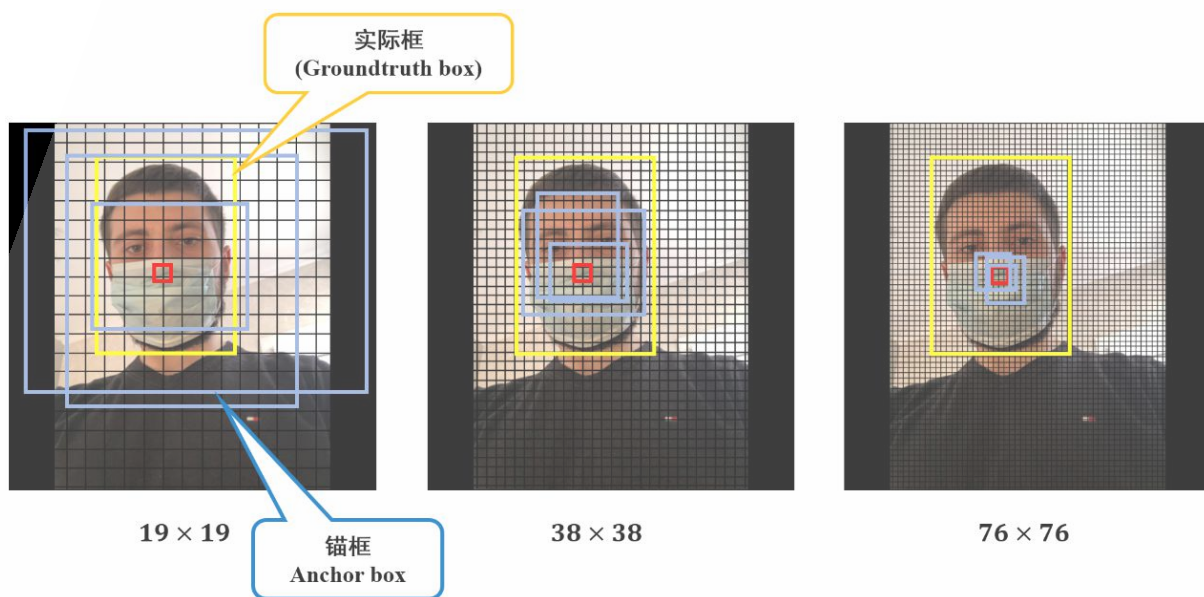 实际框
(Groundtruth box)
19 × 19
38 × 38
76 × 76
锚框
Anchor box